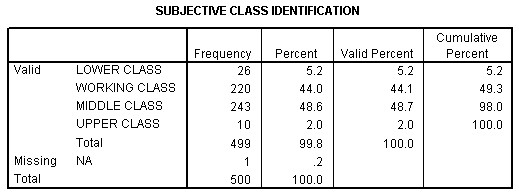 SUBJECTIVE CLASS IDENTIFICATION
Frequency Percent Valid Percent Cumulative Percent
Valid LOWER CLASS 26 5.2 5.2 5.2
WORKING CLASS 220 44.0 44.1 49.3
MIDDLE CLASS 243 48.6 48.7 98.0
UPPER CLASS 10 2.0 2.0 100.0
Total 499 99.8 100.0
Missing NA 1 .2
Total 500 100.0